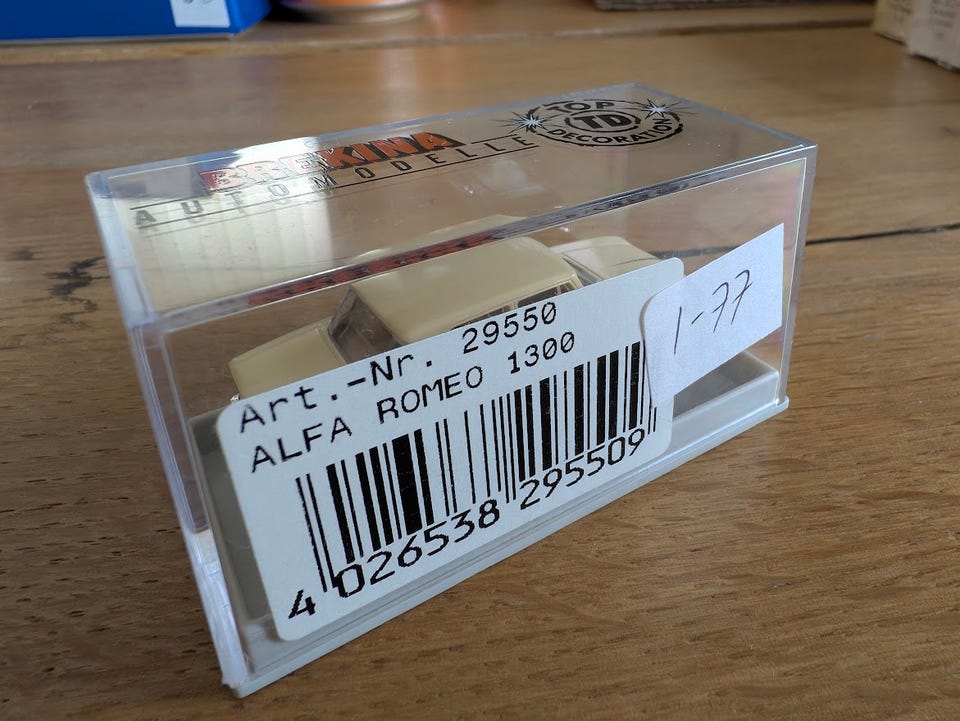 BREKINA
AUTOMODELLE
TOP
TD
DECORATION
Art.-Nr. 29550
ALFA ROMEO 1300
4 026538 295509
1-77